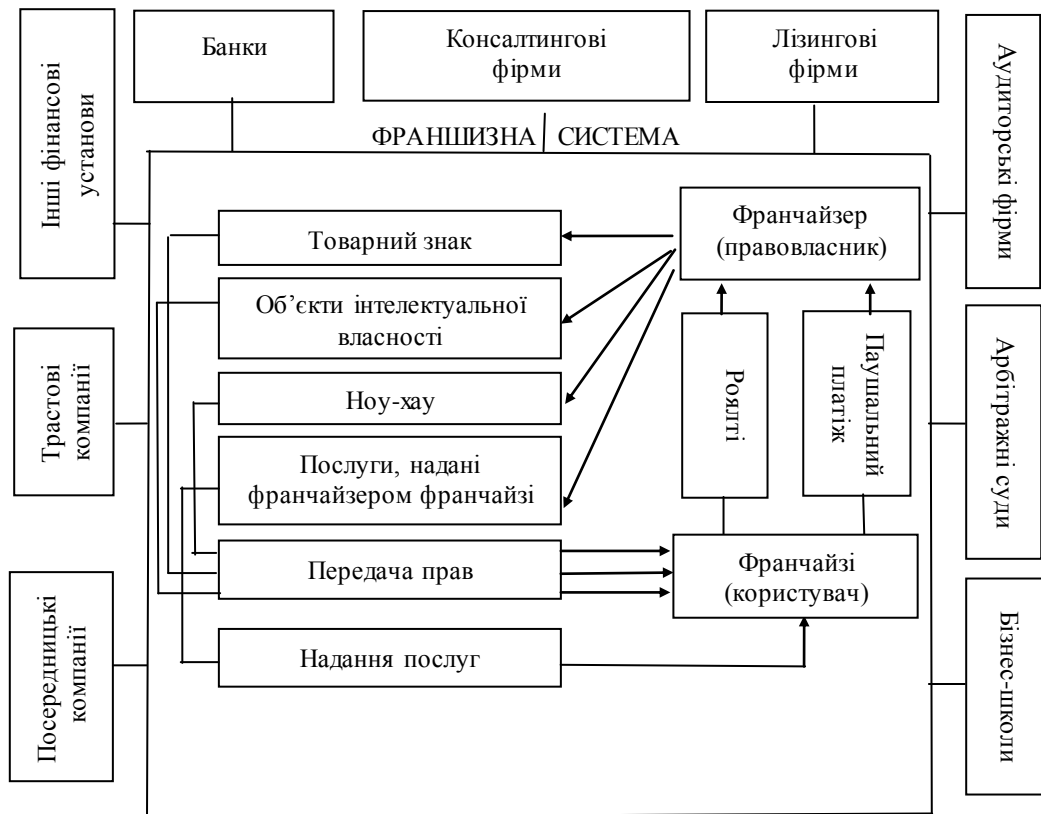 Банки
Консалтингові
фірми
Лізингові
фірми
Інші фінансові
установи
Аудиторські фірми
ФРАНШИЗНА СИСТЕМА
Товарний знак
Франчайзер
(правовласник)
Об’єкти інтелектуальної
власності
Трастові
компанії
Ноу-хау
Роялті
Паушальний
платіж
Арбітражні суди
Послуги, надані
франчайзером франчайзі
Передача прав
Франчайзі
(користувач)
Посередницькі
компанії
Надання послуг
Бізнес-школи